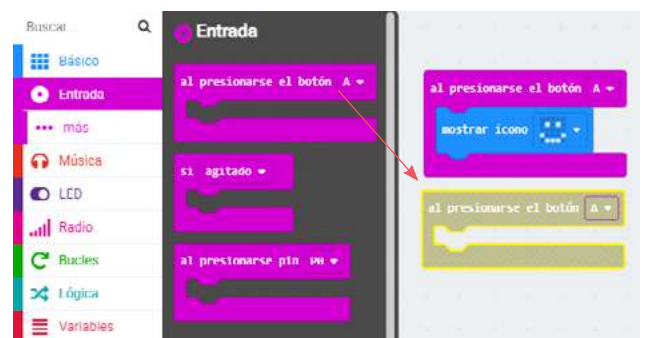 Buscar...
Básico
Entrada
más
Música
LED
Radio
Bucles
Lógica
Variables
Entrada
al presionarse el botón A
si agitado
al presionarse pin P0
al presionarse el botón A
mostrar icono
al presionarse el botón A